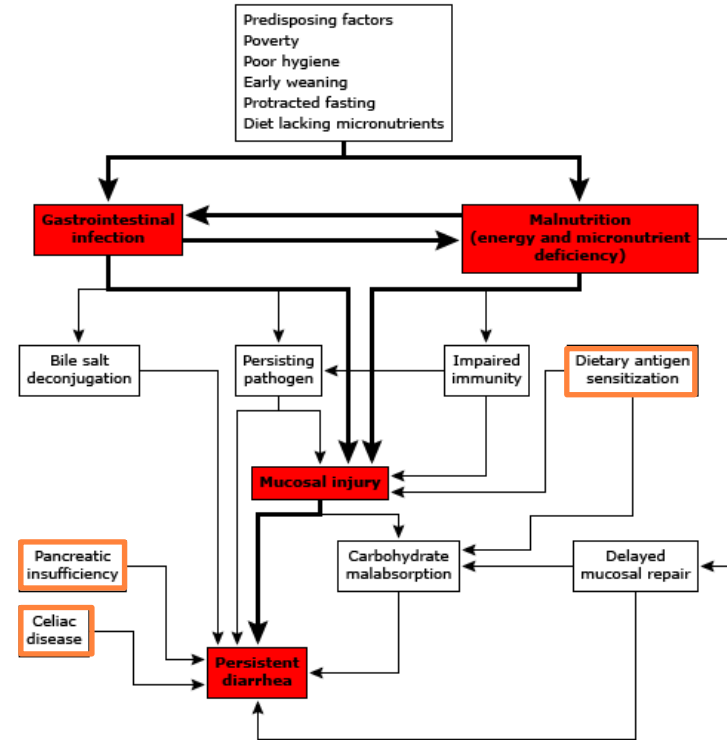 Predisposing factors
Poverty
Poor hygiene
Early weaning
Protracted fasting
Diet lacking micronutrients
Gastrointestinal
infection
Malnutrition
(energy and micronutrient
deficiency)
Bile salt
deconjugation
Persisting
pathogen
Impaired
immunity
Dietary antigen
sensitization
Mucosal injury
Pancreatic
insufficiency
Carbohydrate
malabsorption
Delayed
mucosal repair
Celiac
disease
Persistent
diarrhea